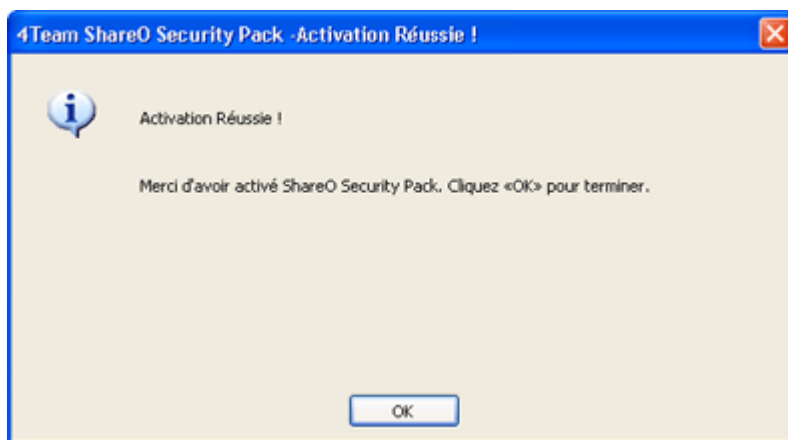 4Team ShareO Security Pack -Activation Réussie !
Activation Réussie !
Merci d'avoir activé ShareO Security Pack. Cliquez «OK» pour terminer.
OK